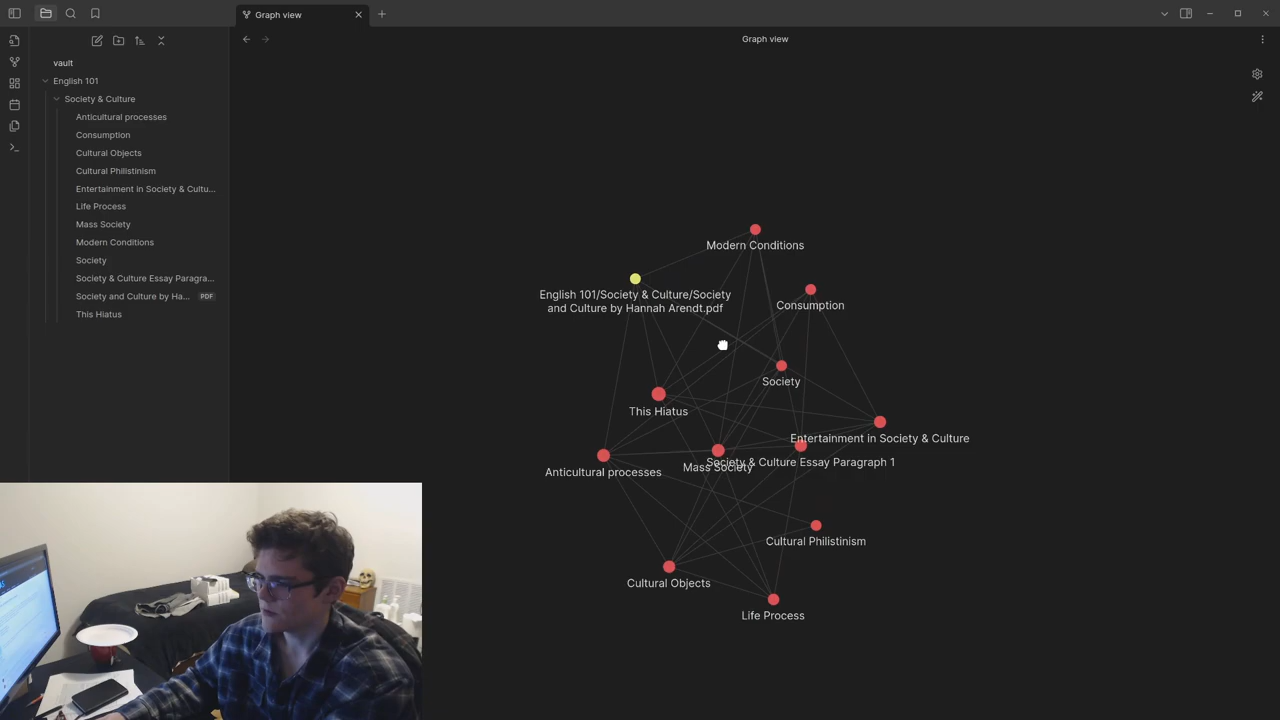 Graph view
Graph view
vault
English 101
Society & Culture
Anticultural processes
Consumption
Cultural Objects
Cultural Philistinism
Entertainment in Society & Cultu...
Life Process
Mass Society
Modern Conditions
Society
Society & Culture Essay Paragra...
Society and Culture by Ha... PDF
This Hiatus
Modern Conditions
English 101/Society & Culture/Society
and Culture by Hannah Arendt.pdf
Consumption
Society
This Hiatus
Entertainment in Society & Culture
Society & Culture Essay Paragraph 1
Mass Society
Anticultural processes
Cultural Philistinism
Cultural Objects
Life Process